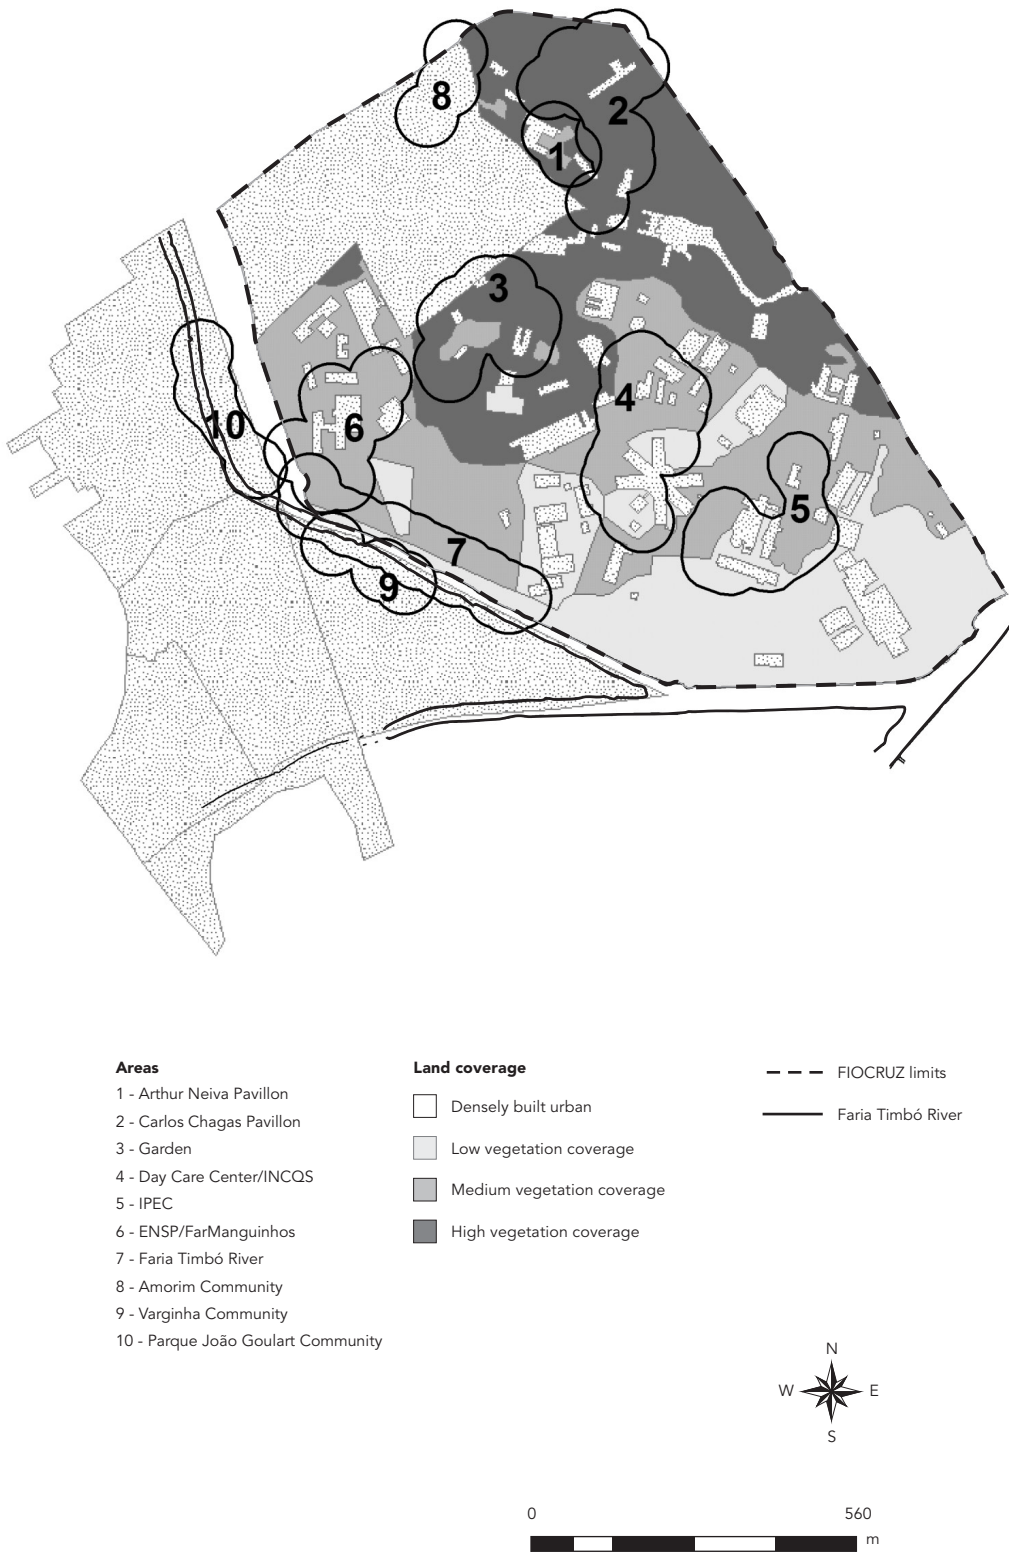 8
2
1
3
4
6
10
5
7
9
Areas
1 - Arthur Neiva Pavillon
2 - Carlos Chagas Pavillon
3 - Garden
4 - Day Care Center/INCQS
5 - IPEC
6 - ENSP/FarManguinhos
7 - Faria Timbó River
8 - Amorim Community
9 - Varginha Community
10 - Parque João Goulart Community
Land coverage
Densely built urban
Low vegetation coverage
Medium vegetation coverage
High vegetation coverage
FIOCRUZ limits
Faria Timbó River
N
W E
S
0 560
m